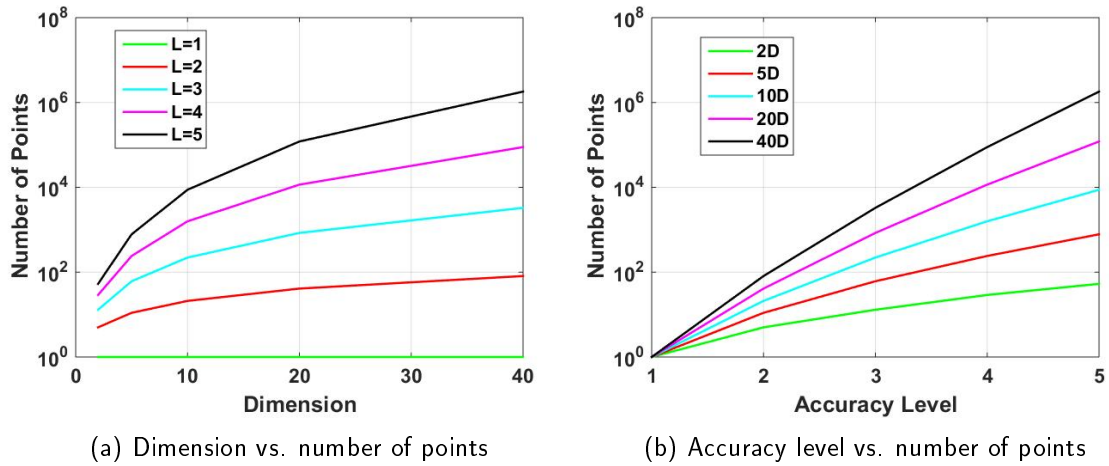 10^8
10^6
10^4
10^2
10^0
Number of Points
L=1
L=2
L=3
L=4
L=5
0 10 20 30 40
Dimension
(a) Dimension vs. number of points
10^8
10^6
10^4
10^2
10^0
Number of Points
2D
5D
10D
20D
40D
1 2 3 4 5
Accuracy Level
(b) Accuracy level vs. number of points